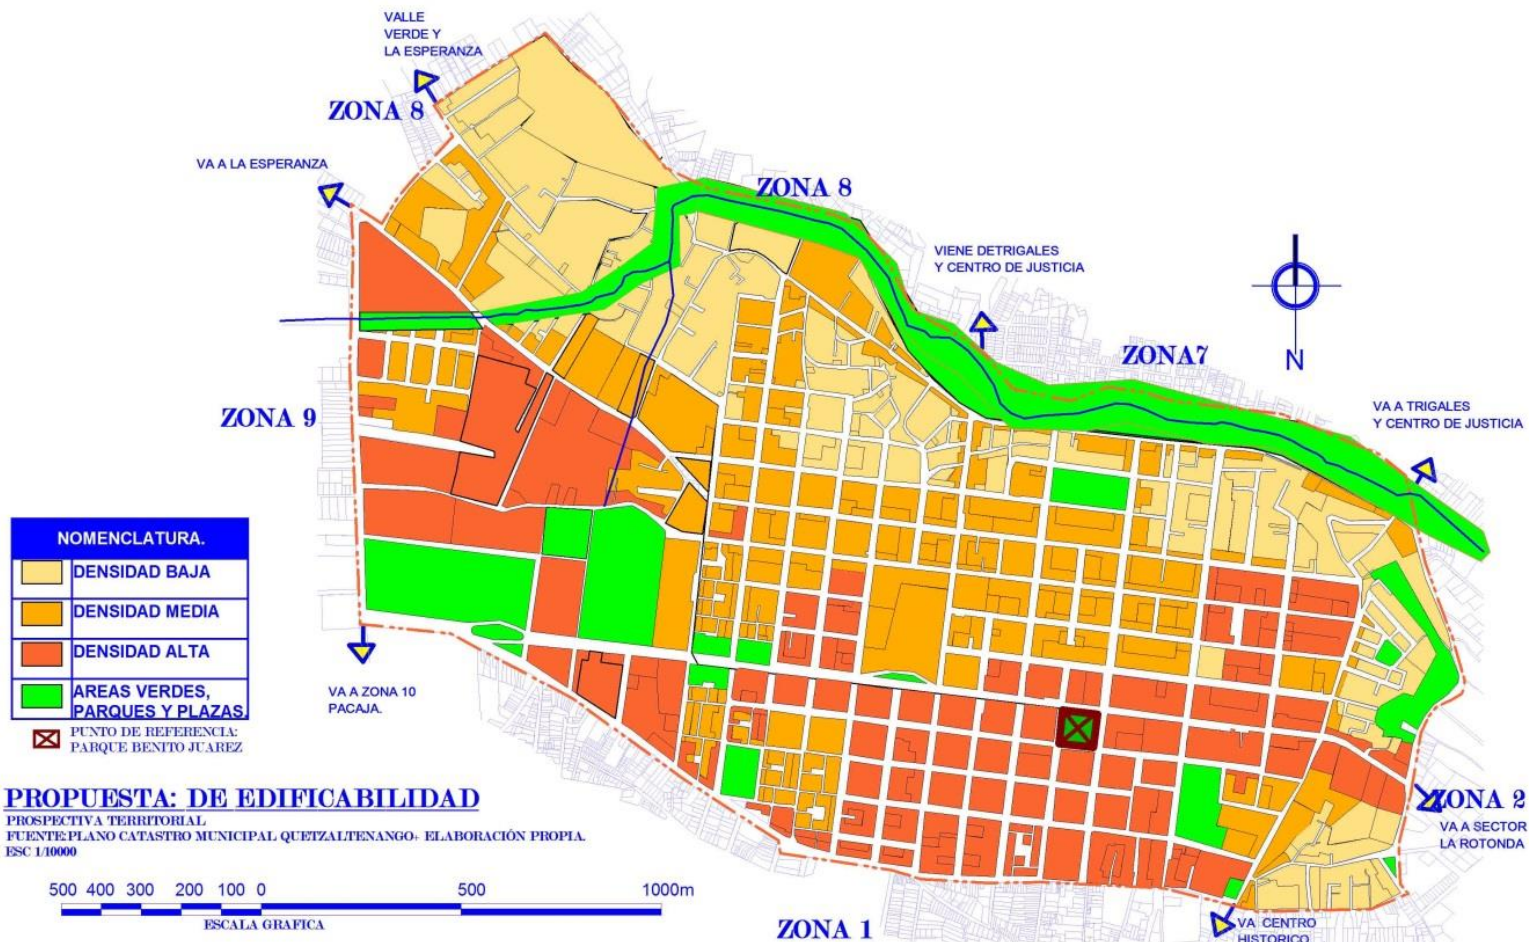 VALLE
VERDE Y
LA ESPERANZA
ZONA 8
VA A LA ESPERANZA
ZONA 8
VIENE DETRIGALES
Y CENTRO DE JUSTICIA
N
ZONA7
ZONA 9
VA A TRIGALES
Y CENTRO DE JUSTICIA
NOMENCLATURA.
DENSIDAD BAJA
DENSIDAD MEDIA
DENSIDAD ALTA
AREAS VERDES,
PARQUES Y PLAZAS.
PUNTO DE REFERENCIA:
PARQUE BENITO JUAREZ
VA A ZONA 10
PACAJA.
PROPUESTA: DE EDIFICABILIDAD
PROSPECTIVA TERRITORIAL
FUENTE:PLANO CATASTRO MUNICIPAL QUETZALTENANGO+ ELABORACIÓN PROPIA.
ESC 1/10000
500 400 300 200 100 0 500 1000m
ESCALA GRAFICA
ZONA 2
VA A SECTOR
LA ROTONDA
ZONA 1
VA CENTRO
HISTORICO